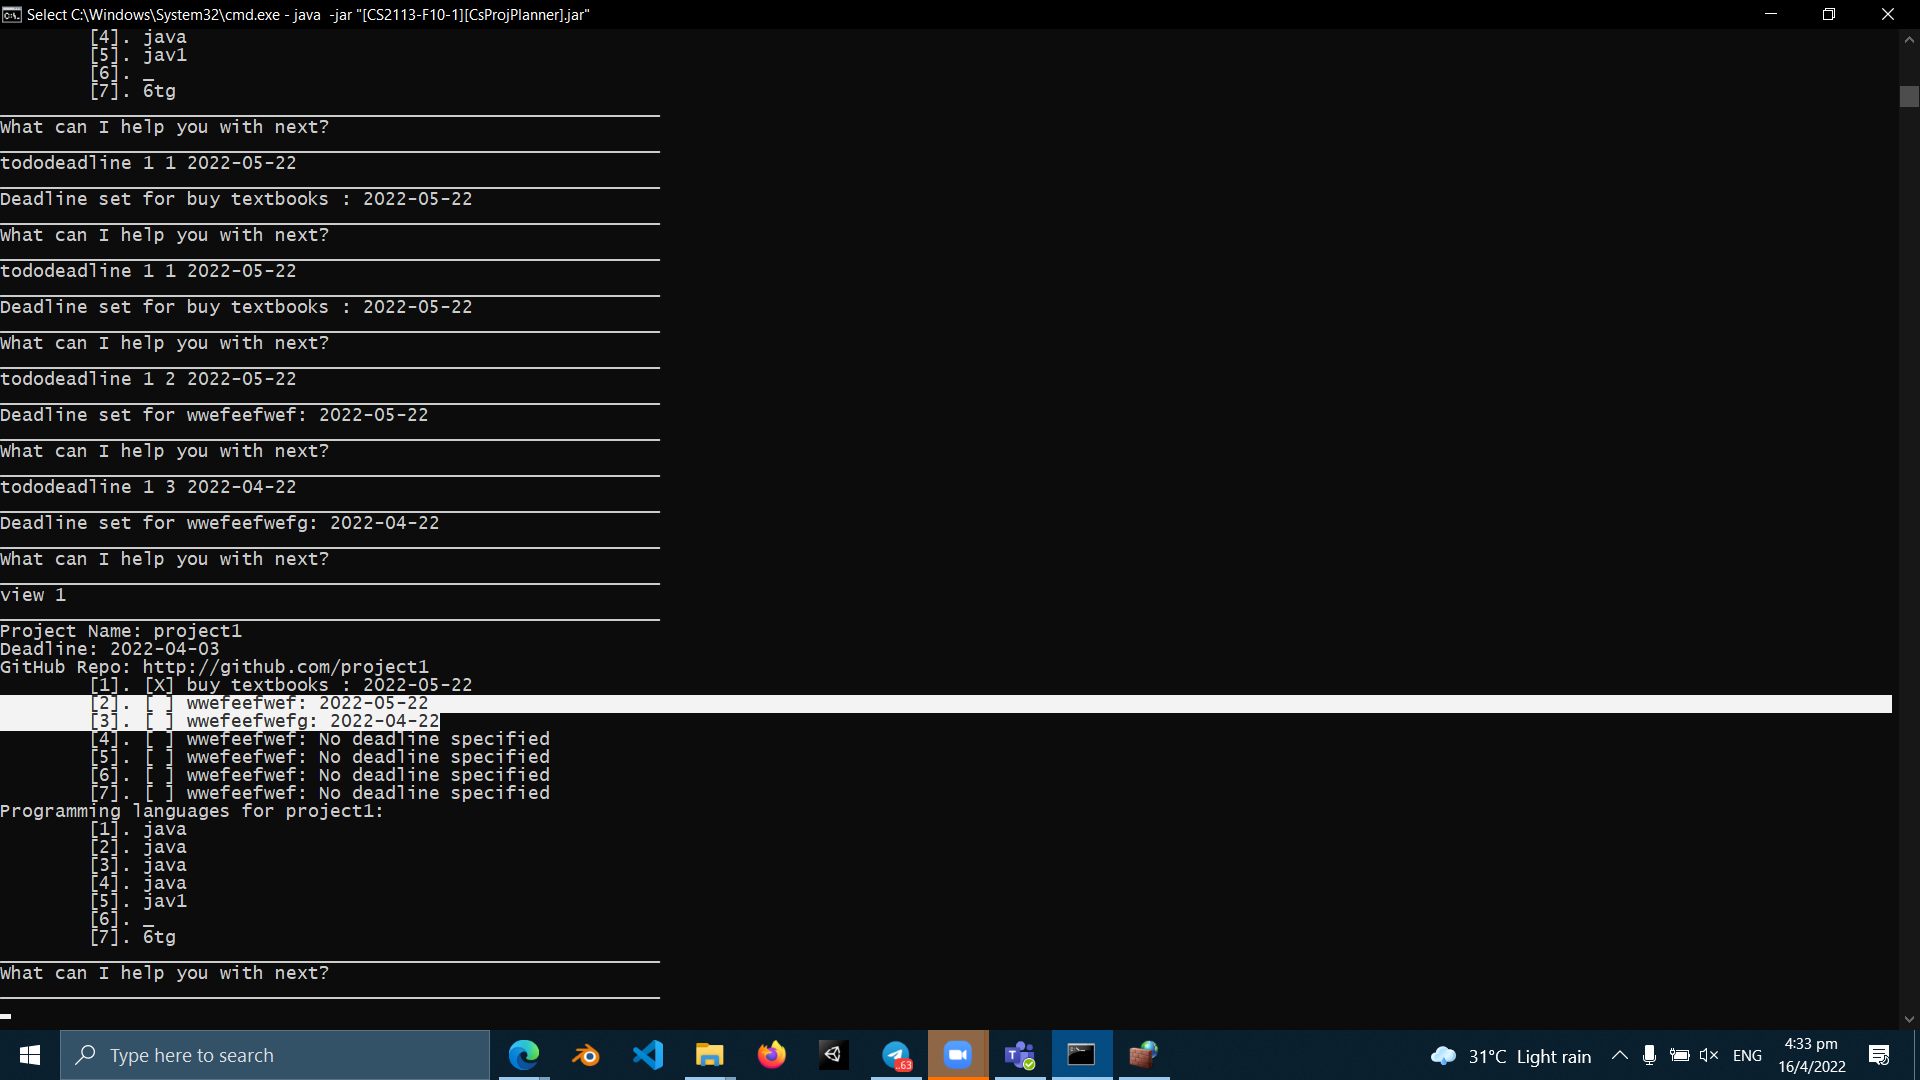 Select C:\Windows\System32\cmd.exe - java -jar "[CS2113-F10-1][CsProjPlanner].jar"
[4]. java
[5]. jav1
[6]. _
[7]. 6tg
What can I help you with next?
tododeadline 1 1 2022-05-22
Deadline set for buy textbooks : 2022-05-22
What can I help you with next?
tododeadline 1 1 2022-05-22
Deadline set for buy textbooks : 2022-05-22
What can I help you with next?
tododeadline 1 2 2022-05-22
Deadline set for wwefeefwef: 2022-05-22
What can I help you with next?
tododeadline 1 3 2022-04-22
Deadline set for wwefeefwefg: 2022-04-22
What can I help you with next?
view 1
Project Name: project1
Deadline: 2022-04-03
GitHub Repo: http://github.com/project1
[1]. [X] buy textbooks : 2022-05-22
[2]. [ ] wwefeefwef: 2022-05-22
[3]. [ ] wwefeefwefg: 2022-04-22
[4]. [ ] wwefeefwef: No deadline specified
[5]. [ ] wwefeefwef: No deadline specified
[6]. [ ] wwefeefwef: No deadline specified
[7]. [ ] wwefeefwef: No deadline specified
Programming languages for project1:
[1]. java
[2]. java
[3]. java
[4]. java
[5]. jav1
[6]. _
[7]. 6tg
What can I help you with next?
Type here to search
..63
31°C Light rain
ENG
4:33 pm
16/4/2022